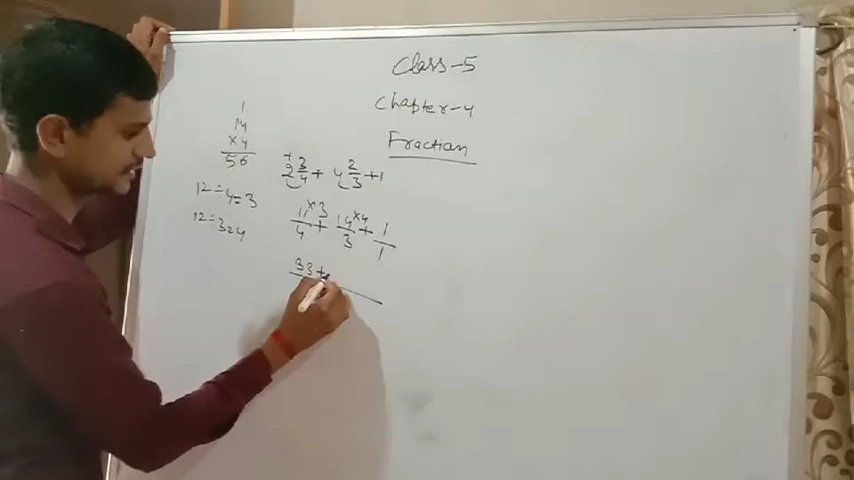 Class-5
Chapter-4
Fraction
1
14
×4
56
12÷4=3
12÷3=4
2 3/4 + 4 2/3 + 1
11×3/4 + 14×4/3 + 1/1
33+